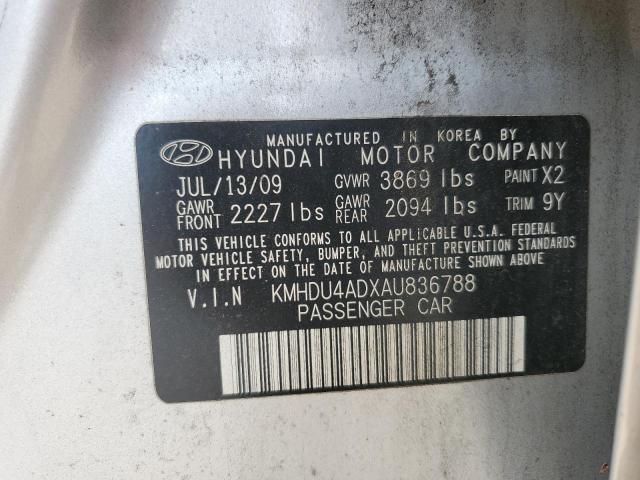 MANUFACTURED IN KOREA BY
HYUNDAI MOTOR COMPANY
JUL/13/09 GVWR 3869 lbs PAINT X2
GAWR FRONT 2227 lbs GAWR REAR 2094 lbs TRIM 9Y
THIS VEHICLE CONFORMS TO ALL APPLICABLE U.S.A. FEDERAL
MOTOR VEHICLE SAFETY, BUMPER, AND THEFT PREVENTION STANDARDS
IN EFFECT ON THE DATE OF MANUFACTURE SHOWN ABOVE
V.I.N KMHDU4ADXAU836788
PASSENGER CAR